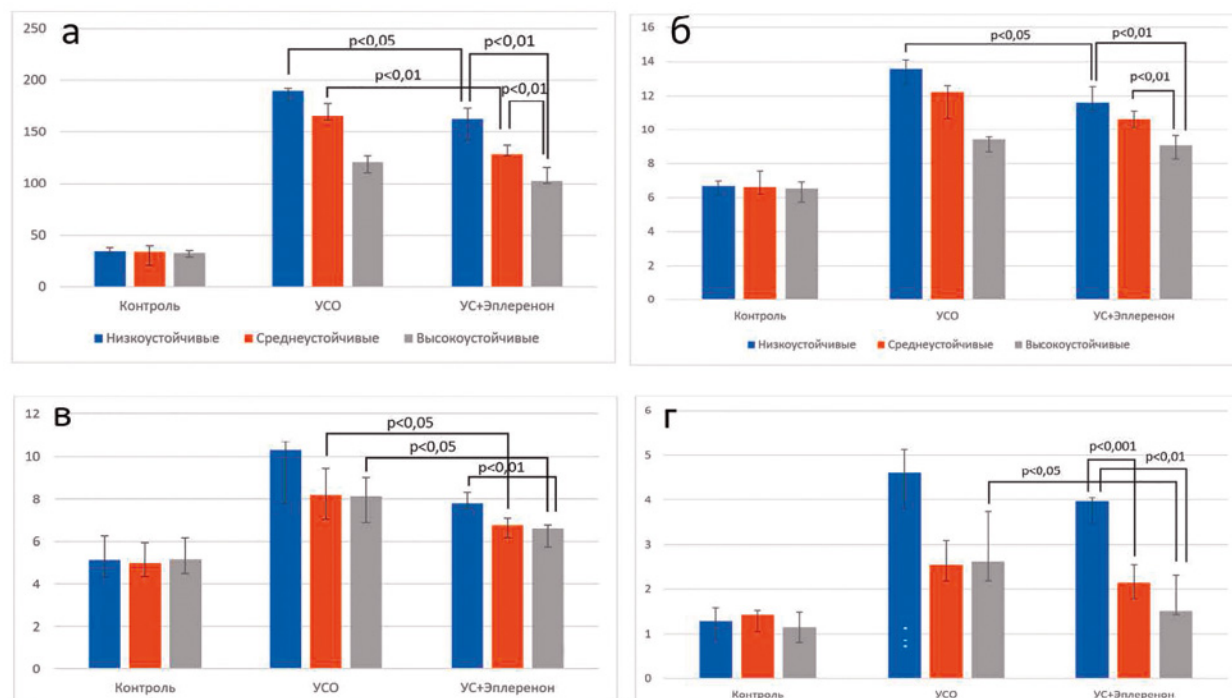 а
250
200
150
100
50
0
p<0,05
p<0,01
p<0,01
p<0,01
Контроль
УСО
УС+Эплеренон
Низкоустойчивые
Среднеустойчивые
Высокоустойчивые
б
16
14
12
10
8
6
4
2
0
p<0,05
p<0,01
p<0,01
Контроль
УСО
УС+Эплеренон
Низкоустойчивые
Среднеустойчивые
Высокоустойчивые
в
12
10
8
6
4
2
0
p<0,05
p<0,05
p<0,01
Контроль
УСО
УС+Эплеренон
г
6
5
4
3
2
1
0
p<0,001
p<0,01
p<0,05
Контроль
УСО
УС+Эплеренон